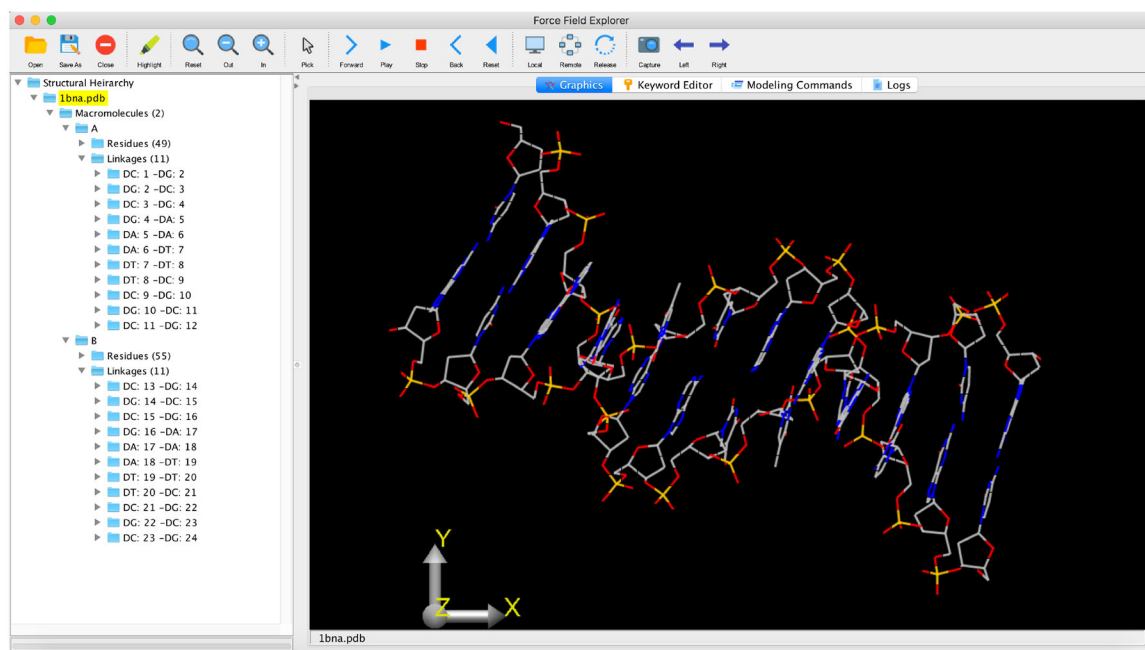 Force Field Explorer
Open Save As Close Highlight Reset Out In Pick Forward Play Stop Back Reset Local Remote Release Capture Left Right
Structural Heirarchy
1bna.pdb
Macromolecules (2)
A
Residues (49)
Linkages (11)
DC: 1 –DG: 2
DG: 2 –DC: 3
DC: 3 –DG: 4
DG: 4 –DA: 5
DA: 5 –DA: 6
DA: 6 –DT: 7
DT: 7 –DT: 8
DT: 8 –DC: 9
DC: 9 –DG: 10
DG: 10 –DC: 11
DC: 11 –DG: 12
B
Residues (55)
Linkages (11)
DC: 13 –DG: 14
DG: 14 –DC: 15
DC: 15 –DG: 16
DG: 16 –DA: 17
DA: 17 –DA: 18
DA: 18 –DT: 19
DT: 19 –DT: 20
DT: 20 –DC: 21
DC: 21 –DG: 22
DG: 22 –DC: 23
DC: 23 –DG: 24
Graphics Keyword Editor Modeling Commands Logs
Y
Z X
1bna.pdb